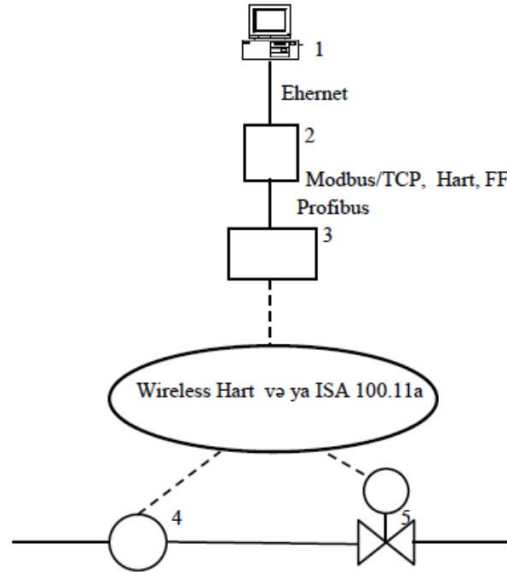 1
Ehernet
2
Modbus/TCP, Hart, FF
Profibus
3
Wireless Hart və ya ISA 100.11a
4
5